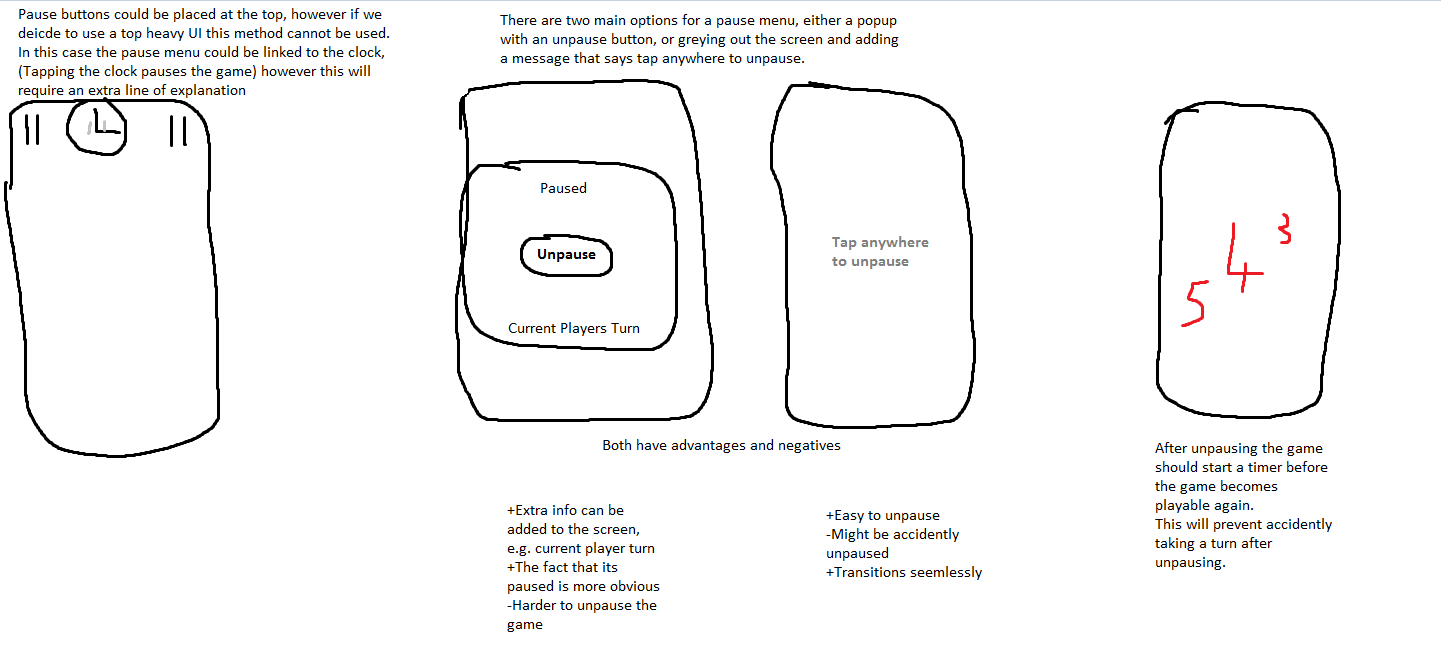 Pause buttons could be placed at the top, however if we
deicde to use a top heavy UI this method cannot be used.
In this case the pause menu could be linked to the clock,
(Tapping the clock pauses the game) however this will
require an extra line of explanation
There are two main options for a pause menu, either a popup
with an unpause button, or greying out the screen and adding
a message that says tap anywhere to unpause.
Paused
Unpause
Current Players Turn
Tap anywhere
to unpause
5
4
3
Both have advantages and negatives
+Extra info can be
added to the screen,
e.g. current player turn
+The fact that its
paused is more obvious
-Harder to unpause the
game
+Easy to unpause
-Might be accidently
unpaused
+Transitions seemlessly
After unpausing the game
should start a timer before
the game becomes
playable again.
This will prevent accidently
taking a turn after
unpausing.